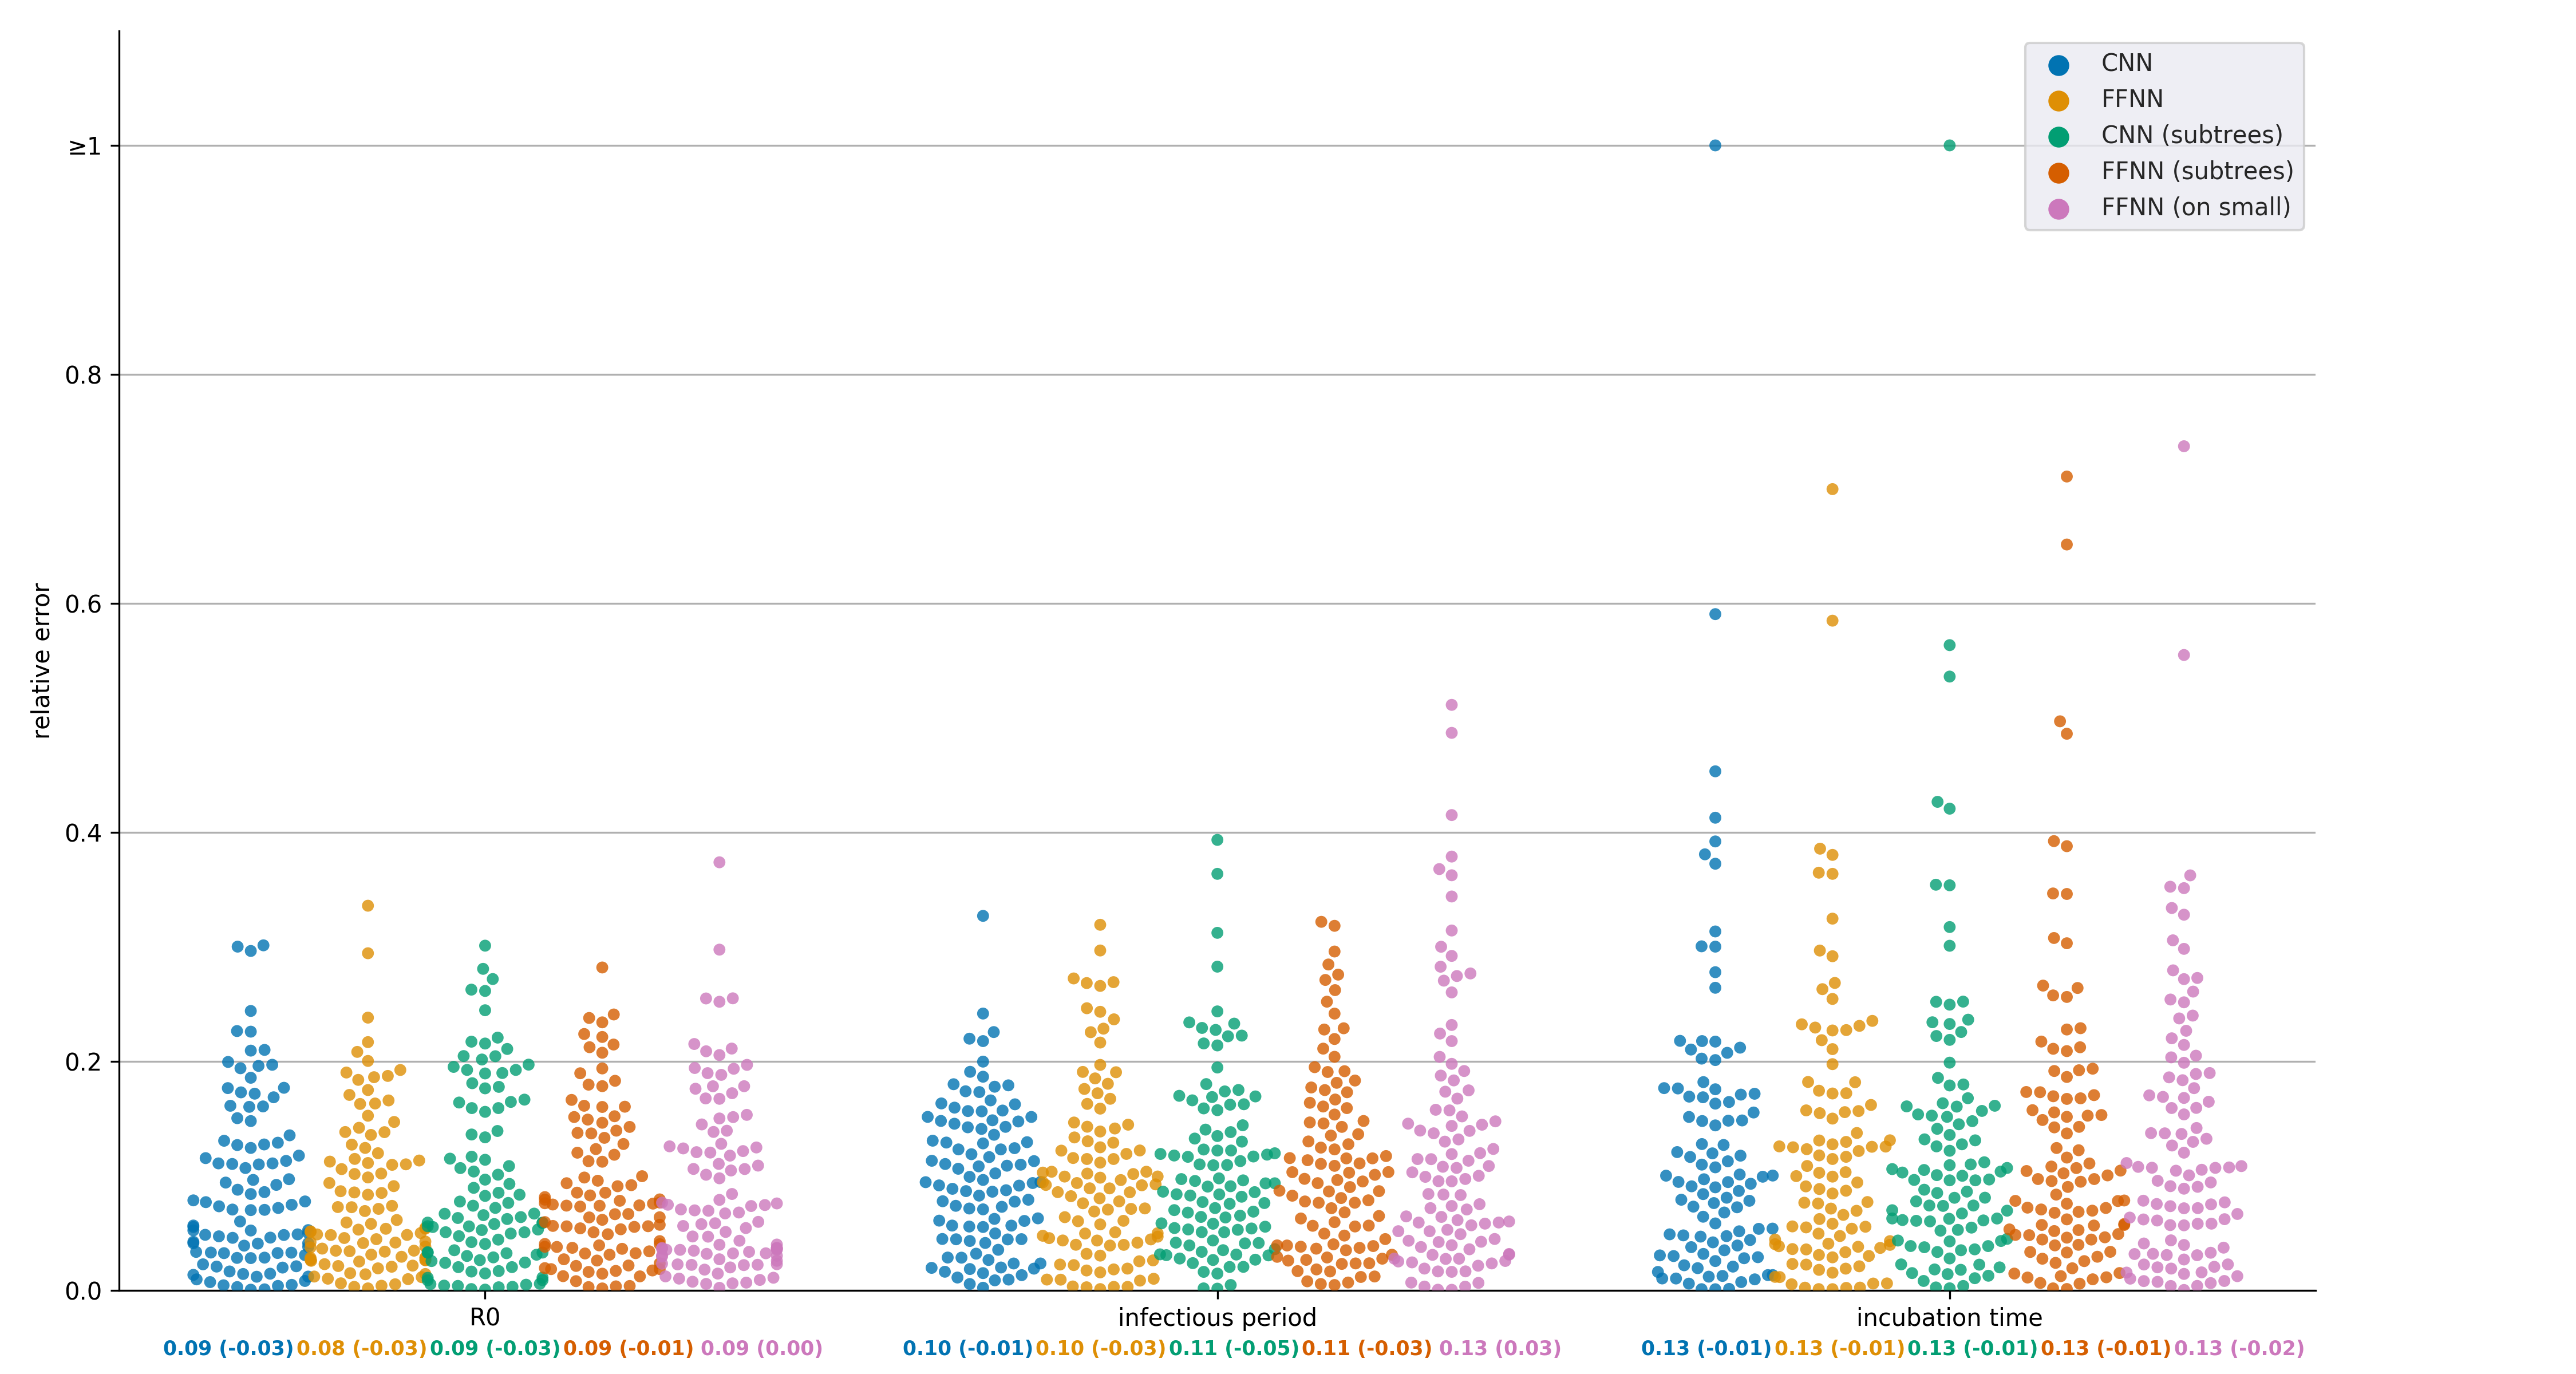 CNN
FFNN
CNN (subtrees)
FFNN (subtrees)
FFNN (on small)
≥1
0.8
0.6
0.4
0.2
0.0
relative error
R0 infectious period incubation time
0.09 (-0.03) 0.08 (-0.03) 0.09 (-0.03) 0.09 (-0.01) 0.09 (0.00) 0.10 (-0.01) 0.10 (-0.03) 0.11 (-0.05) 0.11 (-0.03) 0.13 (0.03) 0.13 (-0.01) 0.13 (-0.01) 0.13 (-0.01) 0.13 (-0.01) 0.13 (-0.02)